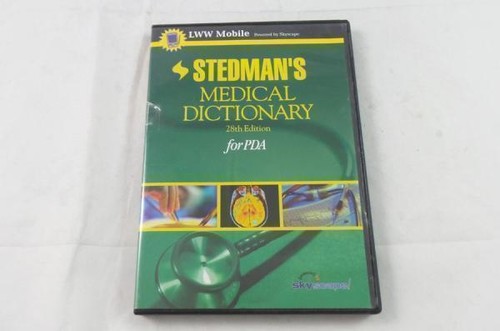 LWW Mobile Powered by Skyscape
STEDMAN'S
MEDICAL
DICTIONARY
28th Edition
for PDA
skyscape!